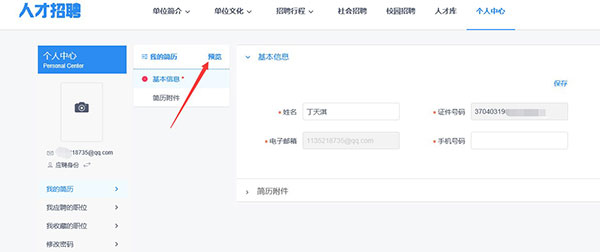 人才招聘
单位简介 单位文化 招聘行程 社会招聘 校园招聘 人才库 个人中心
个人中心
Personal Center
218735@qq.com
应聘身份
我的简历
我应聘的职位
我收藏的职位
修改密码
我的简历 预览
基本信息 *
简历附件
基本信息
保存
* 姓名 丁天淇 * 证件号码 37040319
* 电子邮箱 1135218735@qq.com * 手机号码
简历附件